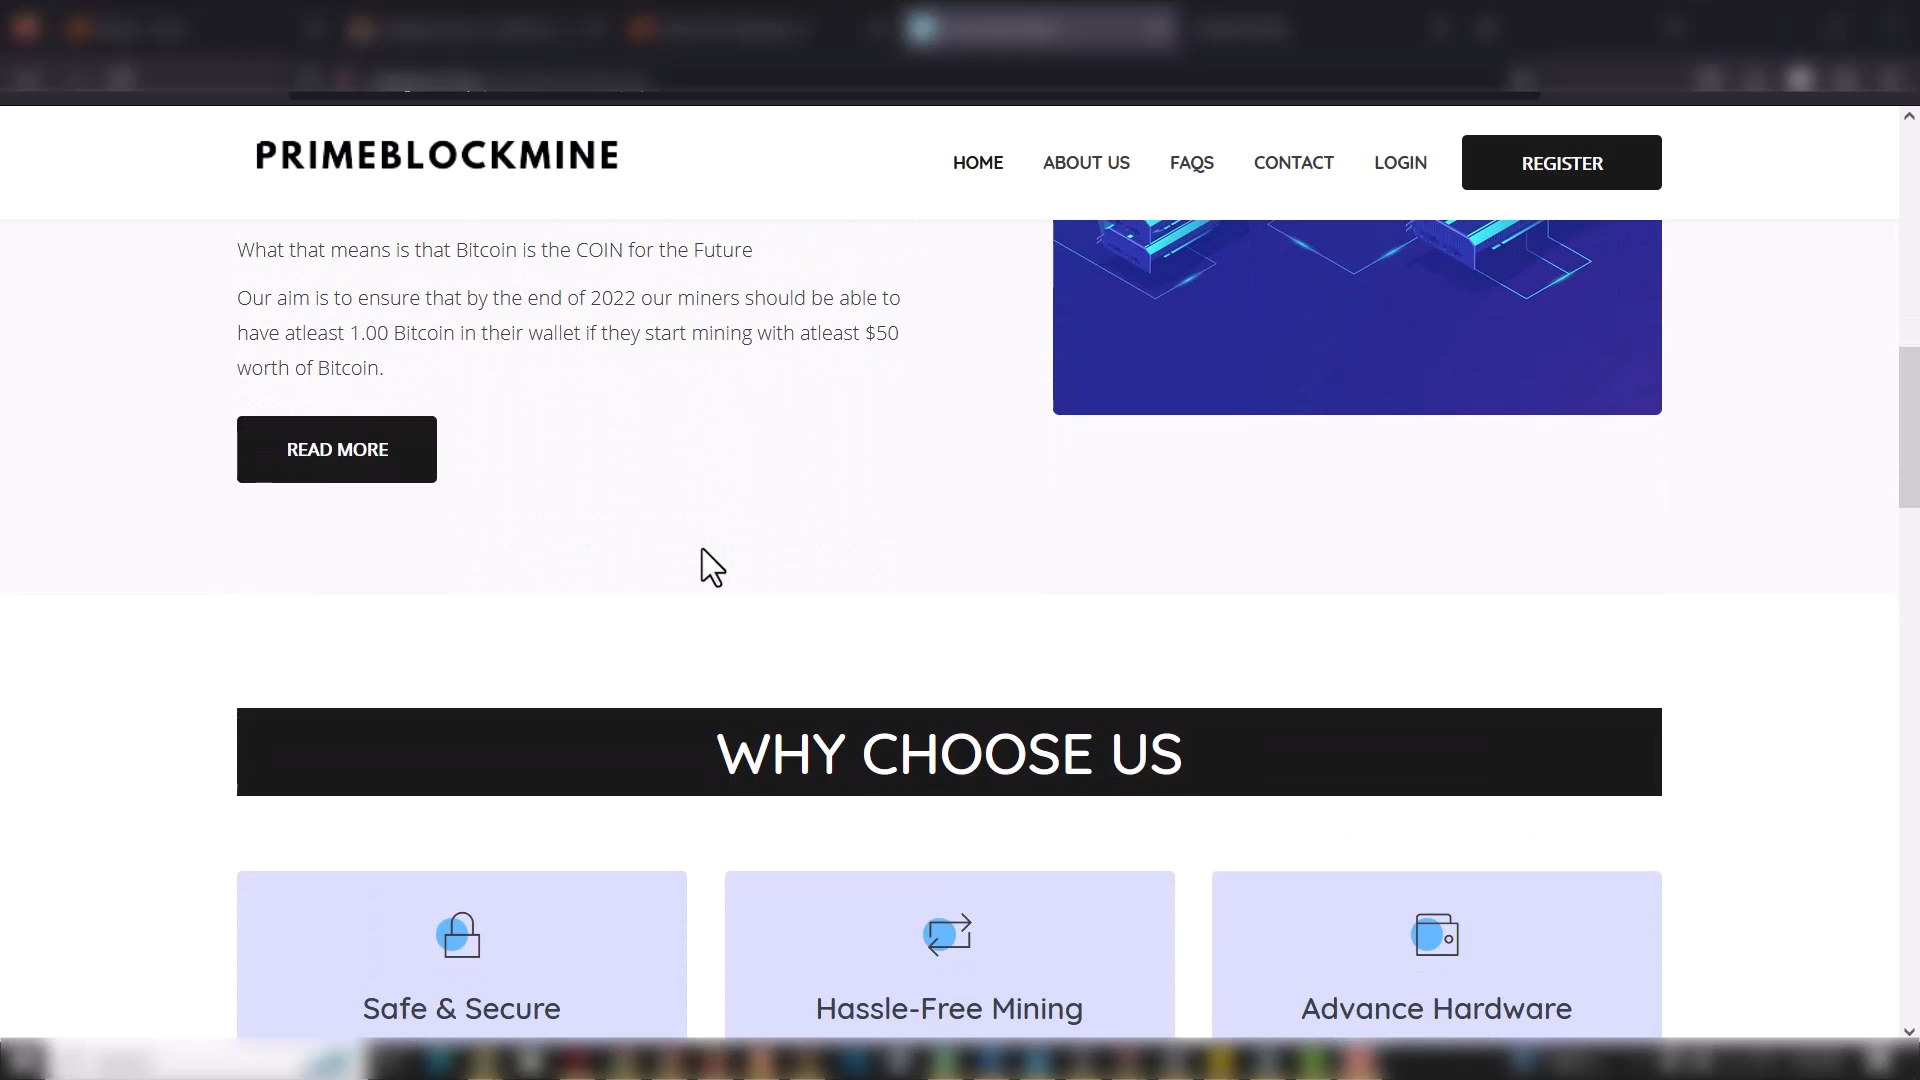 PRIMEBLOCKMINE
HOME
ABOUT US
FAQS
CONTACT
LOGIN
REGISTER
What that means is that Bitcoin is the COIN for the Future
Our aim is to ensure that by the end of 2022 our miners should be able to
have atleast 1.00 Bitcoin in their wallet if they start mining with atleast $50
worth of Bitcoin.
READ MORE
WHY CHOOSE US
Safe & Secure
Hassle-Free Mining
Advance Hardware